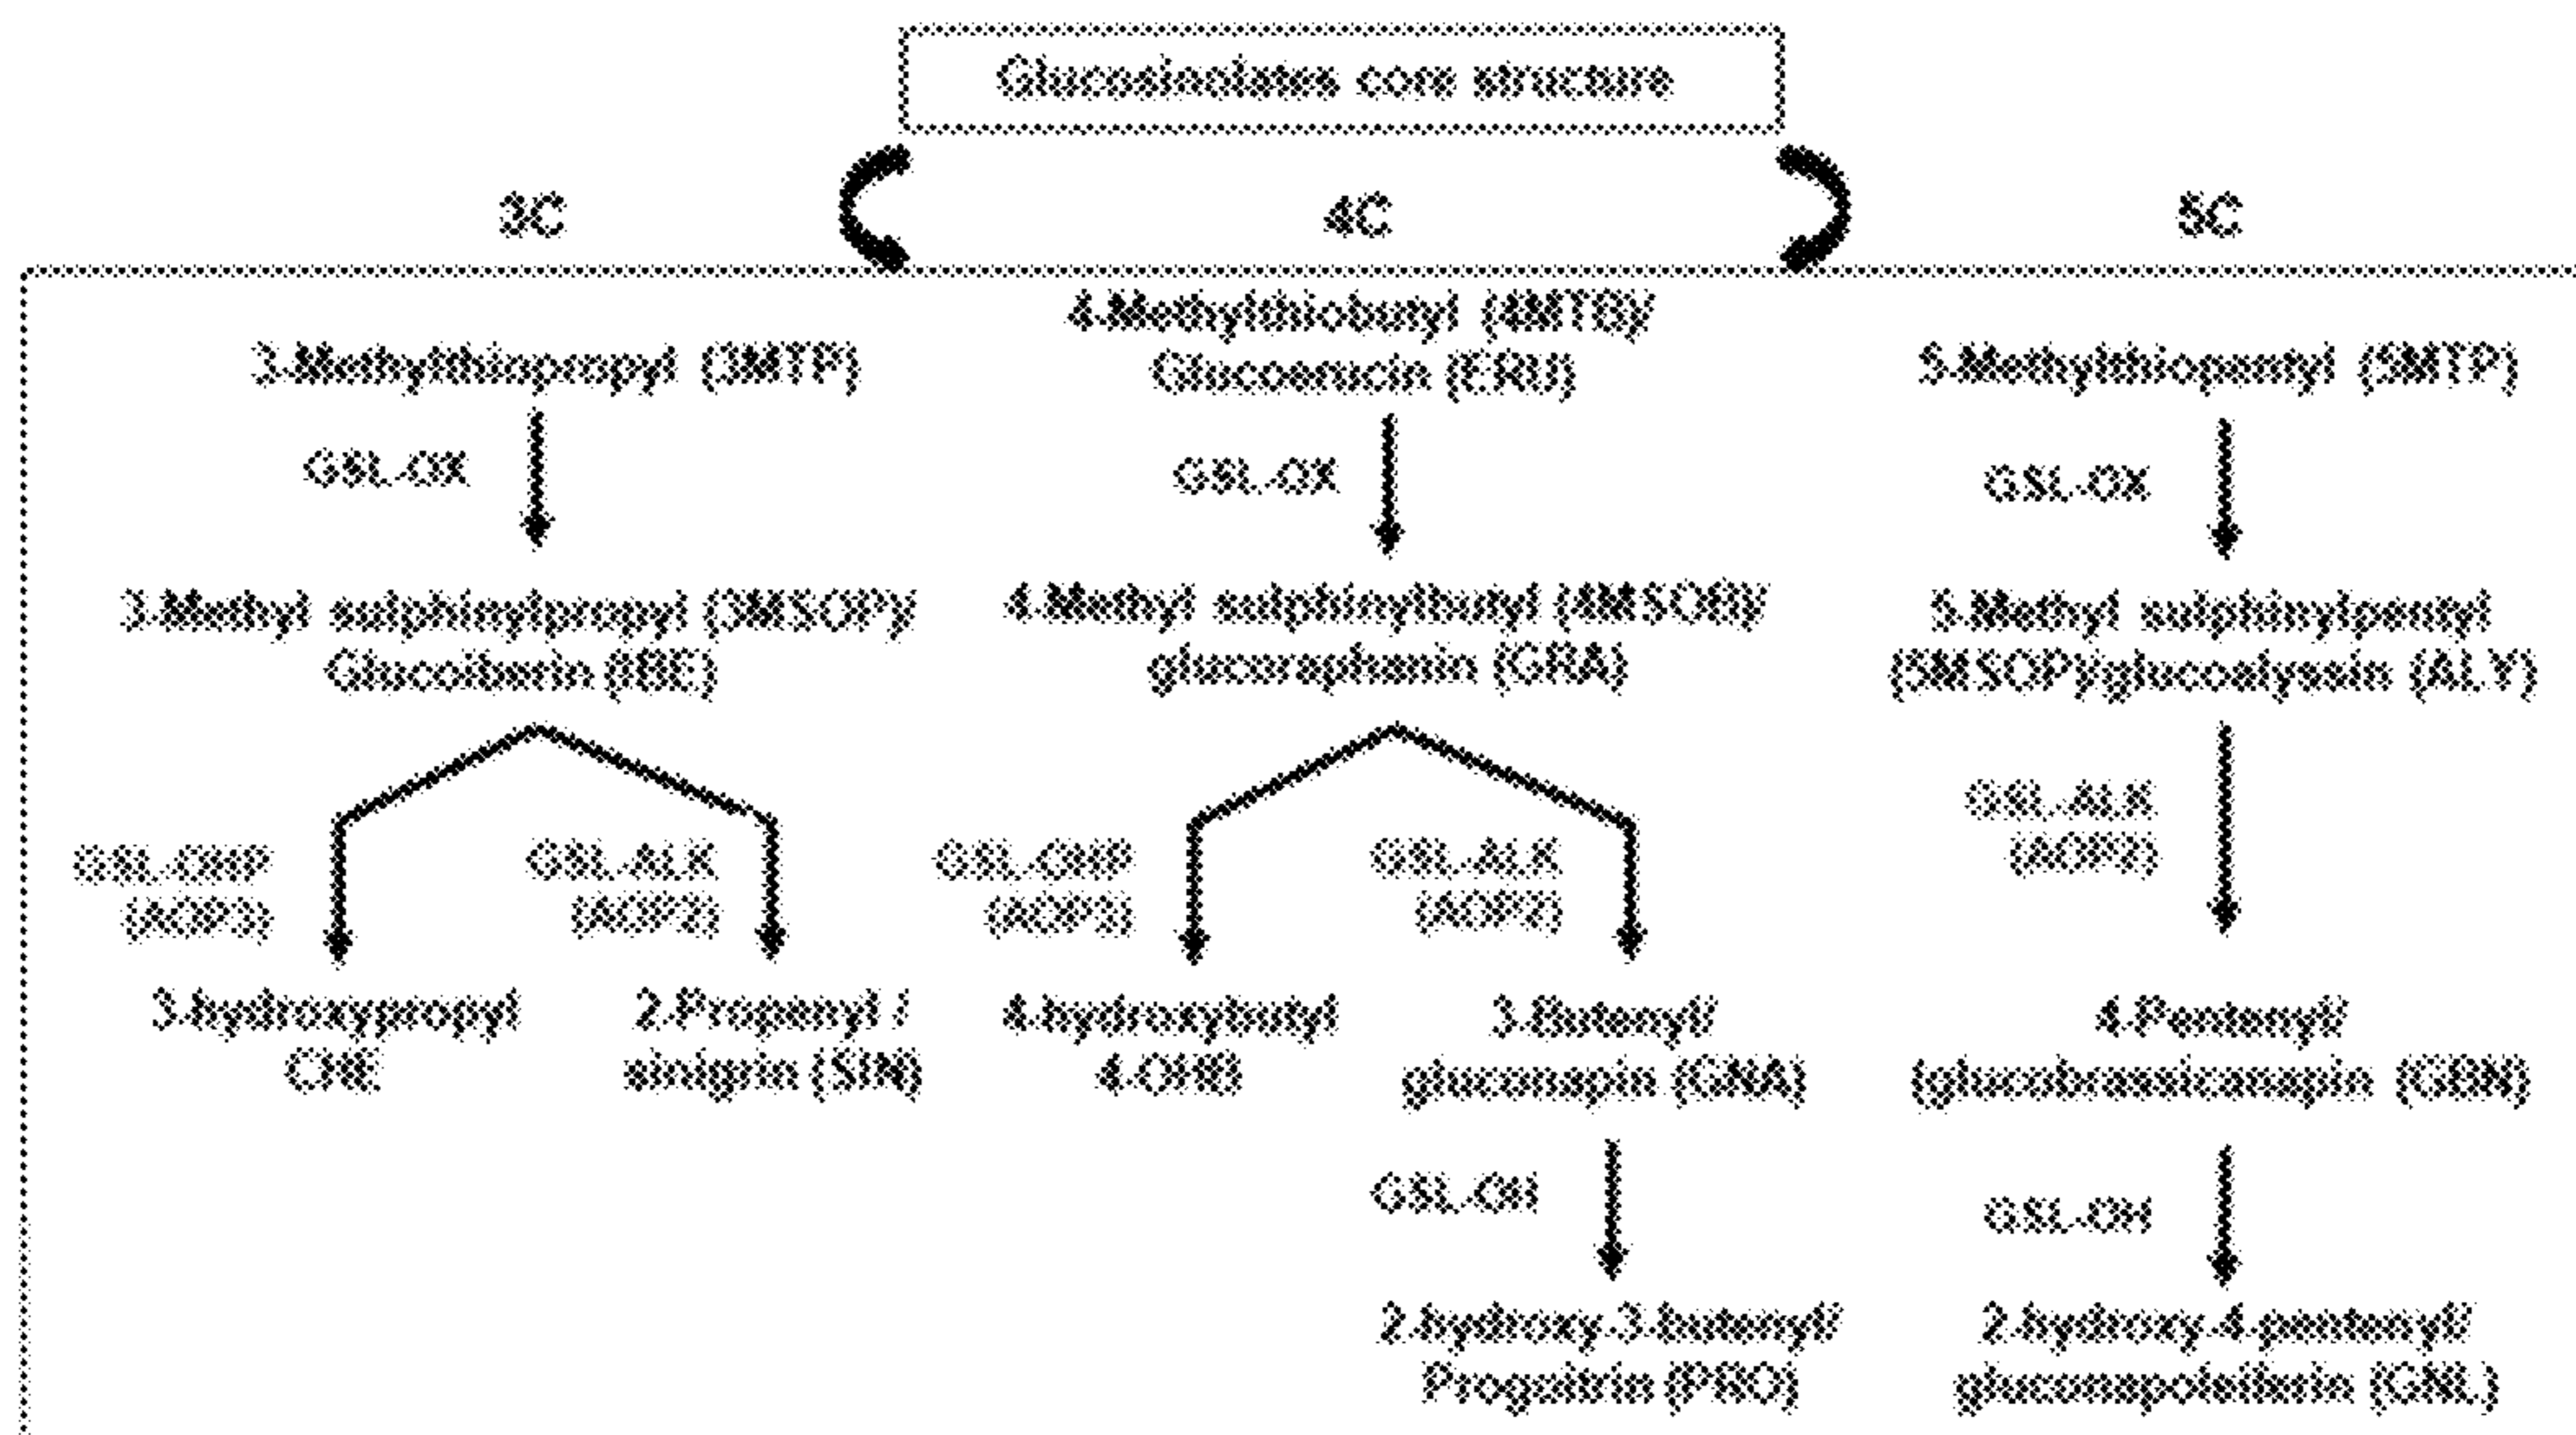 Glucosinolates core structure
3C
4C
5C
3-Methylthiopropyl (3MTP)
4-Methylthiobutyl (4MTB)/
Glucoerucin (ERU)
5-Methylthiopentyl (5MTP)
GSL-OX
GSL-OX
GSL-OX
3-Methyl sulphinylpropyl (3MSOP)/
Glucoiberin (IBE)
4-Methyl sulphinylbutyl (4MSOB)/
glucoraphanin (GRA)
5-Methyl sulphinylpentyl
(5MSOP)/glucoalyssin (ALY)
GSL-OHP
(AOP3)
GSL-ALK
(AOP2)
GSL-OHP
(AOP3)
GSL-ALK
(AOP2)
GSL-ALK
(AOP2)
3-hydroxypropyl
2-Propenyl /
sinigrin (SIN)
4-hydroxybutyl
4-OHB
3-Butenyl/
gluconapin (GNA)
4-Pentenyl/
(glucobrassicanapin (GBN)
GSL-OH
GSL-OH
2-hydroxy-3-butenyl/
Progoitrin (PRO)
2-hydroxy-4-pentenyl/
gluconapoleiferin (GNL)